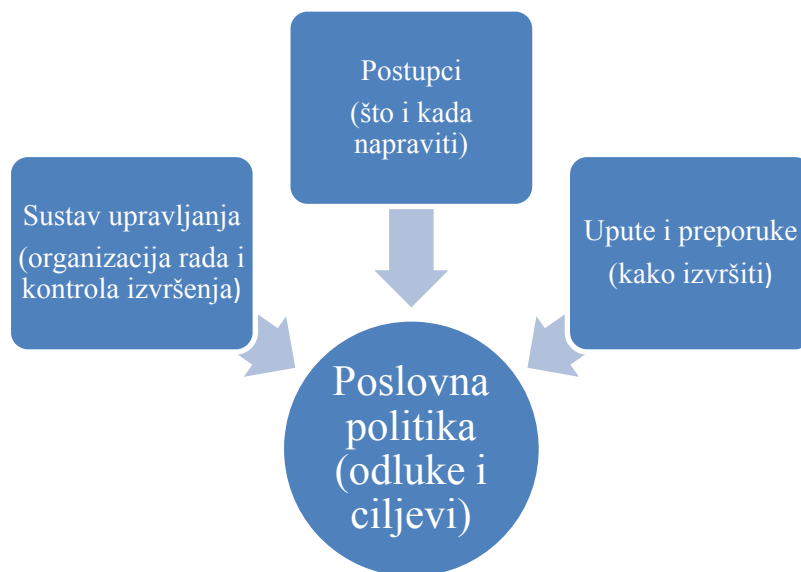 Postupci
(što i kada
napraviti)
Sustav upravljanja
(organizacija rada i
kontrola izvršenja)
Upute i preporuke
(kako izvršiti)
Poslovna
politika
(odluke i
ciljevi)